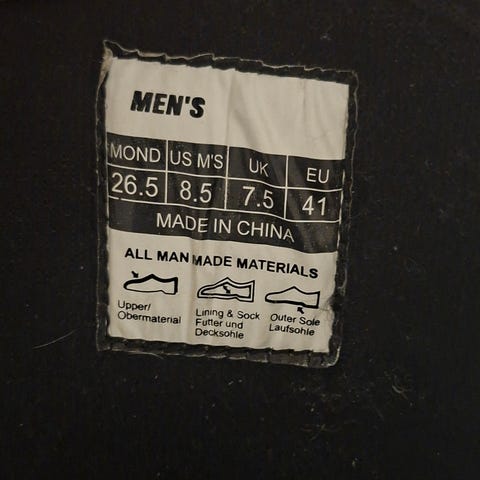 MEN'S
MOND US M'S UK EU
26.5 8.5 7.5 41
MADE IN CHINA
ALL MAN MADE MATERIALS
Upper/
Obermaterial
Lining & Sock
Futter und
Decksohle
Outer Sole
Laufsohle